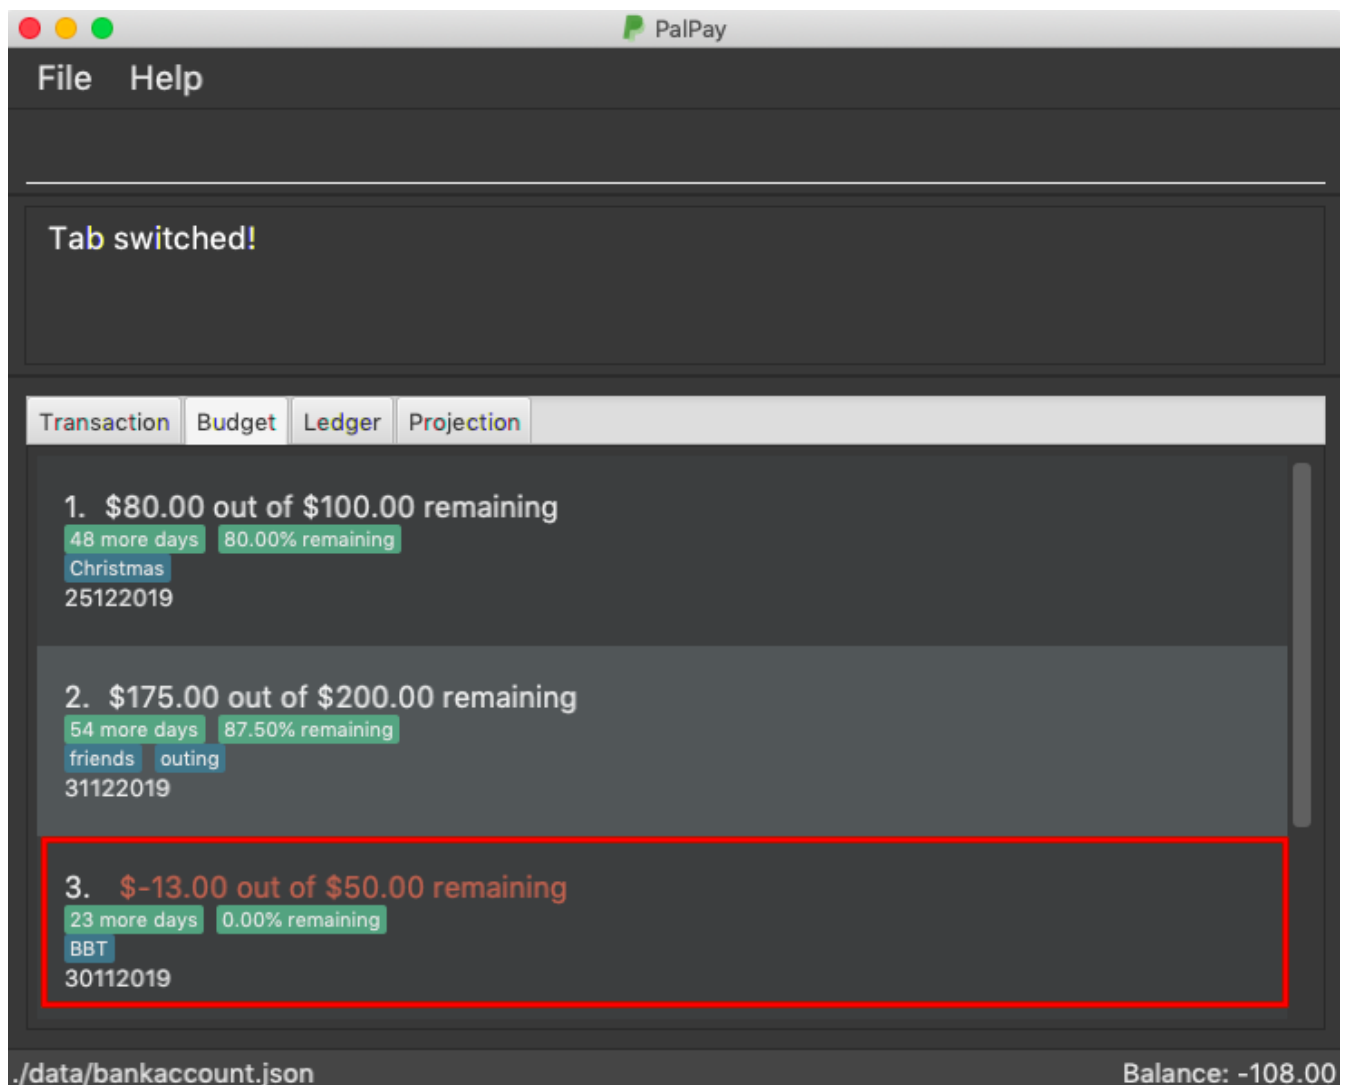 PalPay
File Help
Tab switched!
Transaction Budget Ledger Projection
1. $80.00 out of $100.00 remaining
48 more days 80.00% remaining
Christmas
25122019
2. $175.00 out of $200.00 remaining
54 more days 87.50% remaining
friends outing
31122019
3. $-13.00 out of $50.00 remaining
23 more days 0.00% remaining
BBT
30112019
./data/bankaccount.json Balance: -108.00